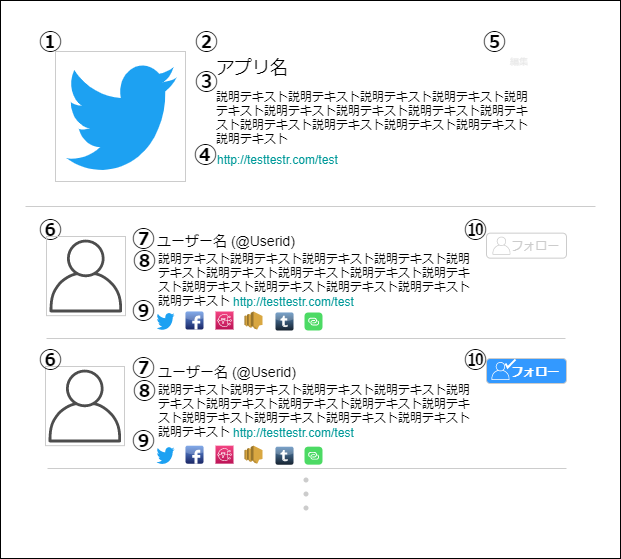 ① ② ⑤
アプリ名 編集
③
説明テキスト説明テキスト説明テキスト説明テキスト説明
テキスト説明テキスト説明テキスト説明テキスト説明テキ
スト説明テキスト説明テキスト説明テキスト説明テキスト
説明テキスト
④ http://testtestr.com/test
⑥ ⑦ ユーザー名 (@Userid) ⑩ フォロー
⑧ 説明テキスト説明テキスト説明テキスト説明テキスト説明
テキスト説明テキスト説明テキスト説明テキスト説明テキ
スト説明テキスト説明テキスト説明テキスト説明テキスト
説明テキスト http://testtestr.com/test
⑨ f t
⑥ ⑦ ユーザー名 (@Userid) ⑩ フォロー
⑧ 説明テキスト説明テキスト説明テキスト説明テキスト説明
テキスト説明テキスト説明テキスト説明テキスト説明テキ
スト説明テキスト説明テキスト説明テキスト説明テキスト
説明テキスト http://testtestr.com/test
⑨ f t